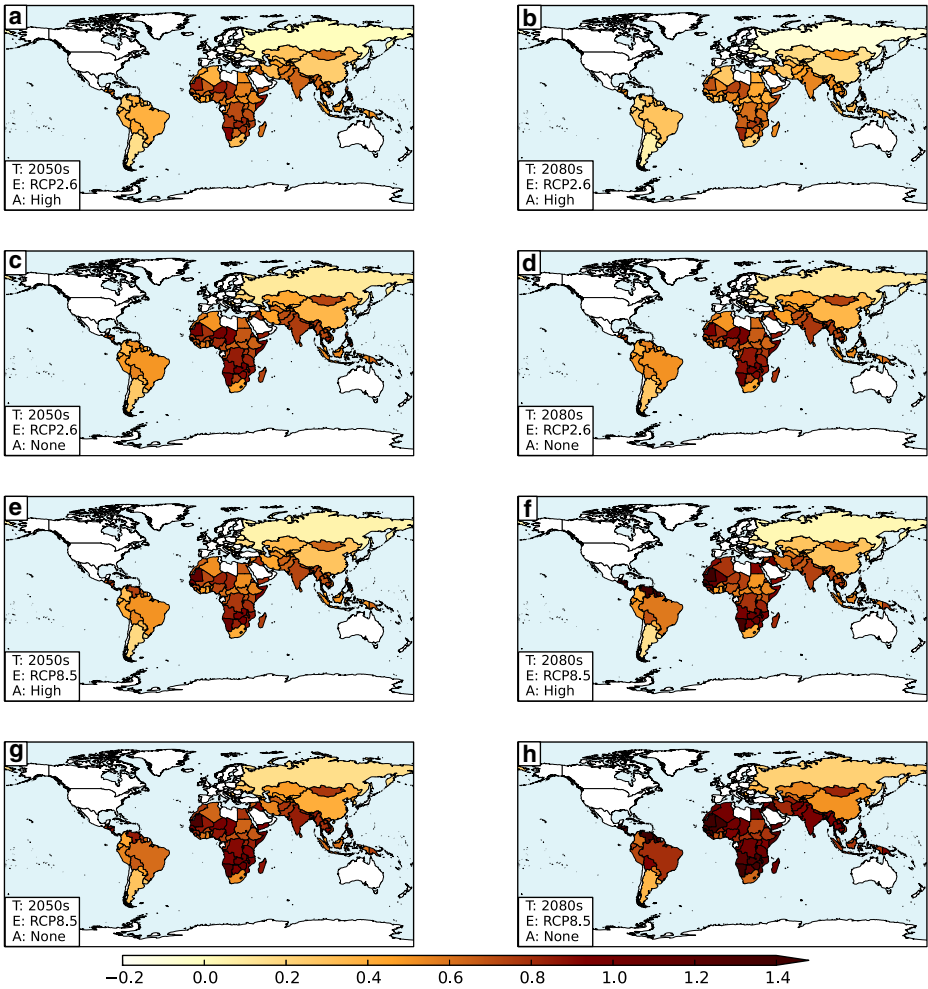 a
T: 2050s
E: RCP2.6
A: High
b
T: 2080s
E: RCP2.6
A: High
c
T: 2050s
E: RCP2.6
A: None
d
T: 2080s
E: RCP2.6
A: None
e
T: 2050s
E: RCP8.5
A: High
f
T: 2080s
E: RCP8.5
A: High
g
T: 2050s
E: RCP8.5
A: None
h
T: 2080s
E: RCP8.5
A: None
−0.2 0.0 0.2 0.4 0.6 0.8 1.0 1.2 1.4